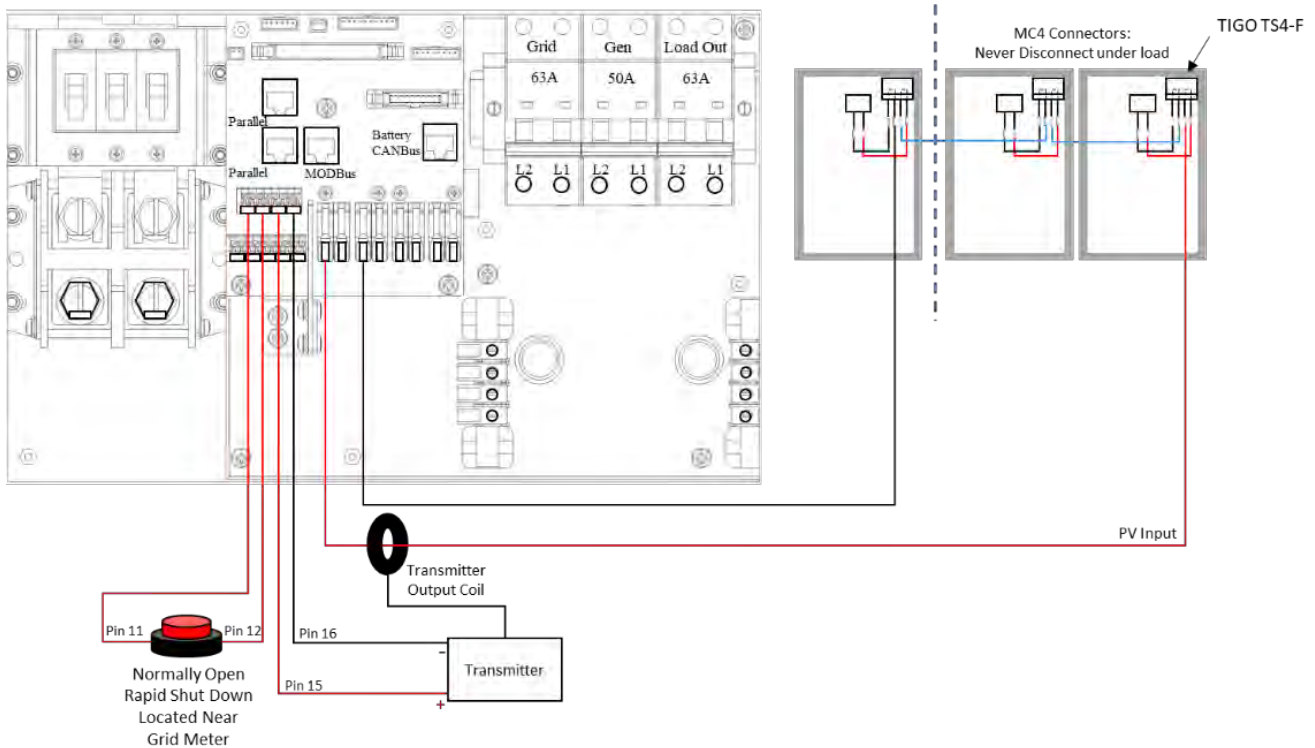 TIGO TS4-F
MC4 Connectors:
Never Disconnect under load
Grid
Gen
Load Out
63A
50A
63A
Parallel
Battery
CANBus
Parallel
MODBus
L2
L1
L2
L1
L2
L1
PV Input
Transmitter
Output Coil
Pin 11
Pin 12
Pin 16
-
Transmitter
Pin 15
+
Normally Open
Rapid Shut Down
Located Near
Grid Meter